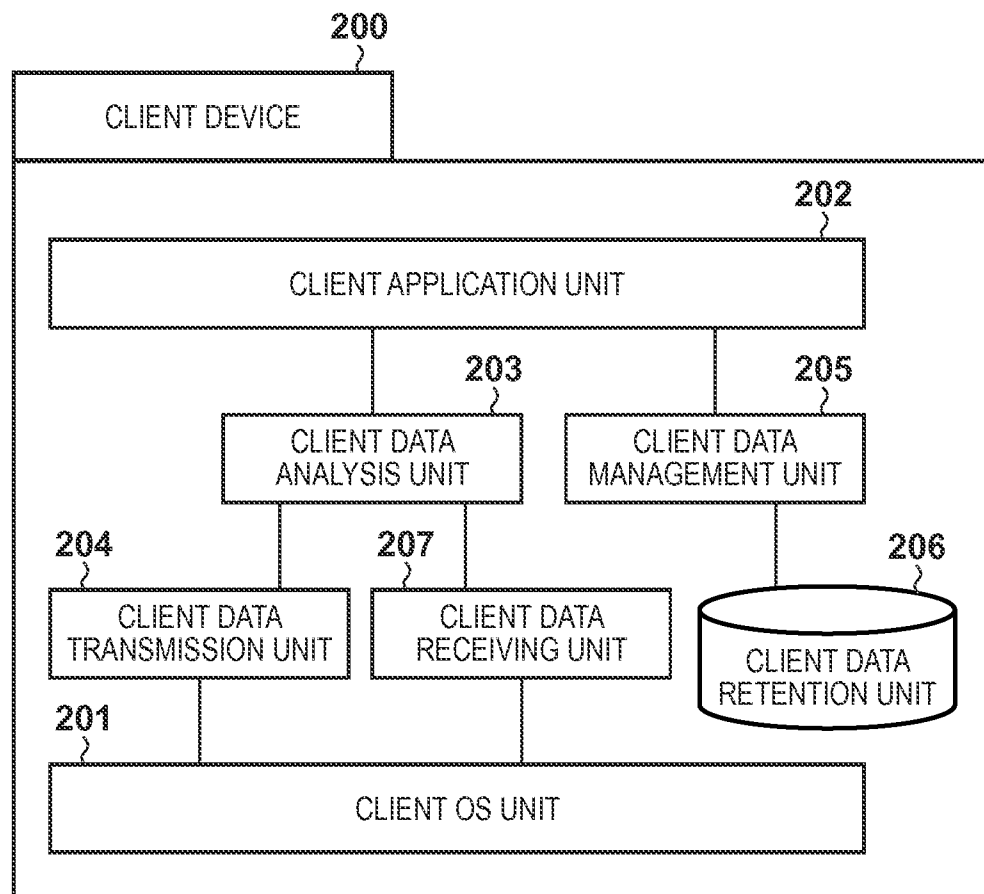 200
CLIENT DEVICE
202
CLIENT APPLICATION UNIT
203
205
CLIENT DATA
ANALYSIS UNIT
CLIENT DATA
MANAGEMENT UNIT
204
207
206
CLIENT DATA
TRANSMISSION UNIT
CLIENT DATA
RECEIVING UNIT
CLIENT DATA
RETENTION UNIT
201
CLIENT OS UNIT